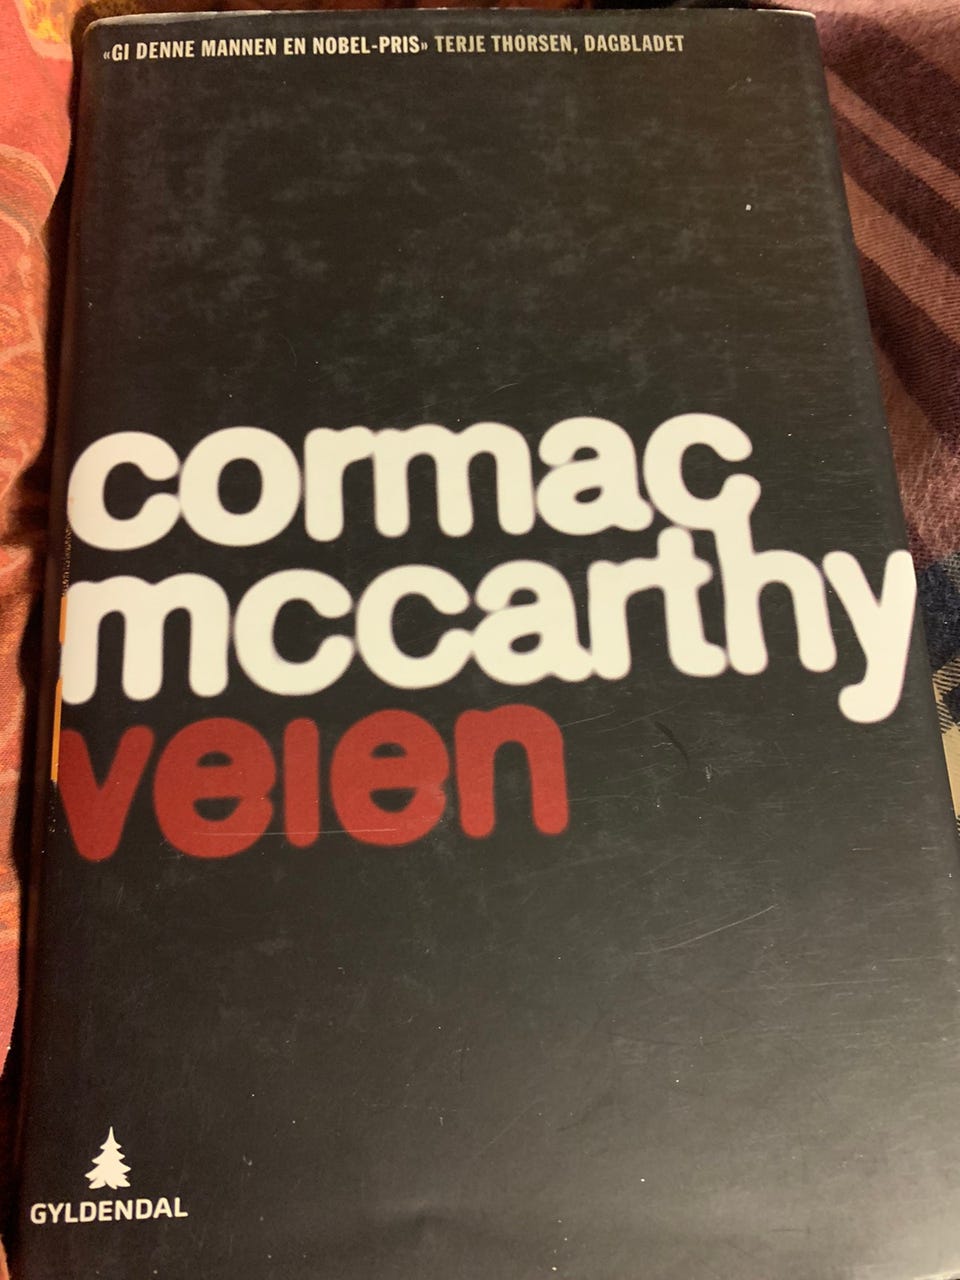 «GI DENNE MANNEN EN NOBEL-PRIS» TERJE THORSEN, DAGBLADET
cormac
mccarthy
veien
GYLDENDAL